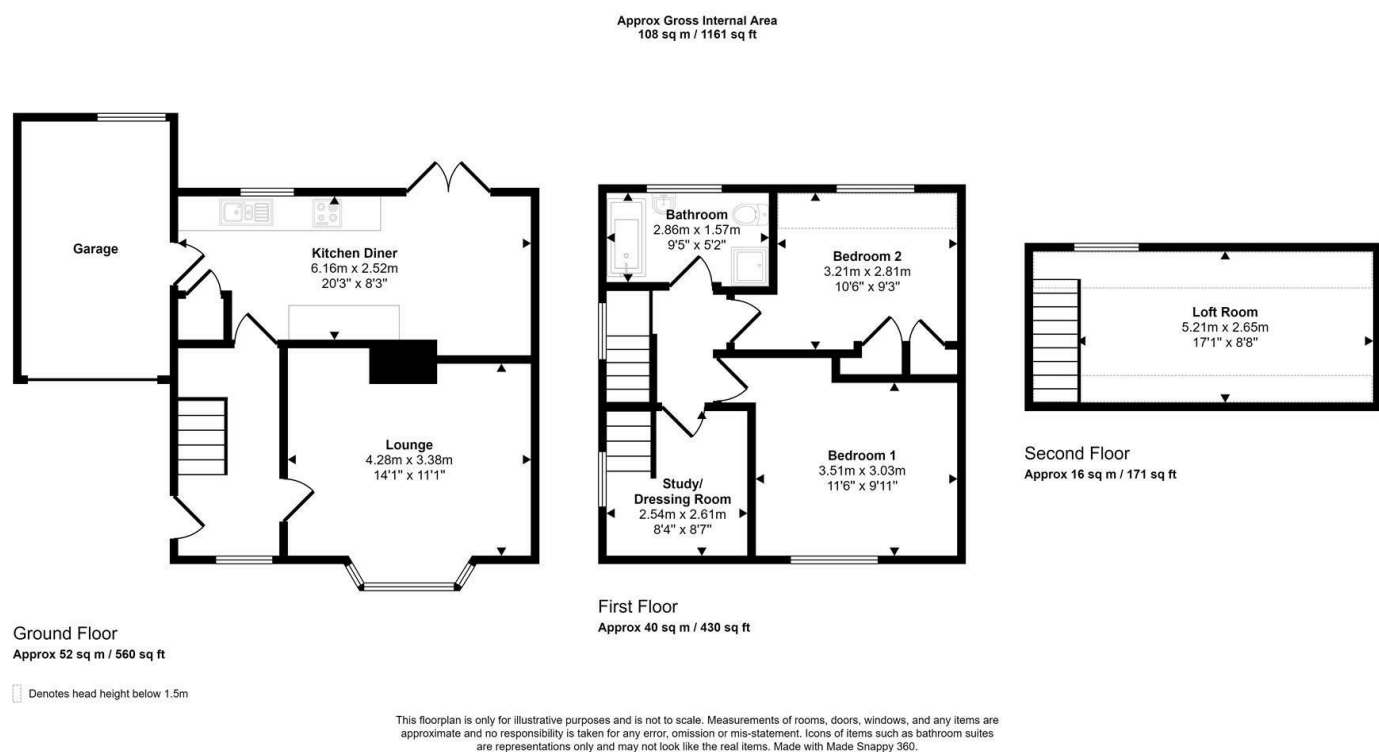 Approx Gross Internal Area
108 sq m / 1161 sq ft
Garage
Kitchen Diner
6.16m x 2.52m
20'3" x 8'3"
Lounge
4.28m x 3.38m
14'1" x 11'1"
Ground Floor
Approx 52 sq m / 560 sq ft
Denotes head height below 1.5m
Bathroom
2.86m x 1.57m
9'5" x 5'2"
Bedroom 2
3.21m x 2.81m
10'6" x 9'3"
Study/
Dressing Room
2.54m x 2.61m
8'4" x 8'7"
Bedroom 1
3.51m x 3.03m
11'6" x 9'11"
First Floor
Approx 40 sq m / 430 sq ft
Loft Room
5.21m x 2.65m
17'1" x 8'8"
Second Floor
Approx 16 sq m / 171 sq ft
This floorplan is only for illustrative purposes and is not to scale. Measurements of rooms, doors, windows, and any items are
approximate and no responsibility is taken for any error, omission or mis-statement. Icons of items such as bathroom suites
are representations only and may not look like the real items. Made with Made Snappy 360.